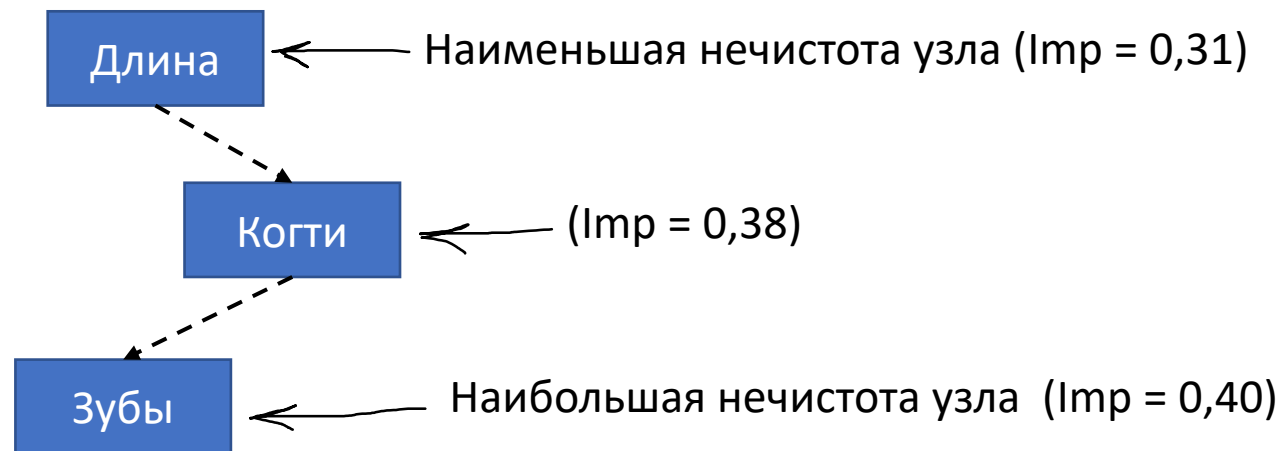 Длина Наименьшая нечистота узла (Imp = 0,31)
Когти (Imp = 0,38)
Зубы Наибольшая нечистота узла (Imp = 0,40)